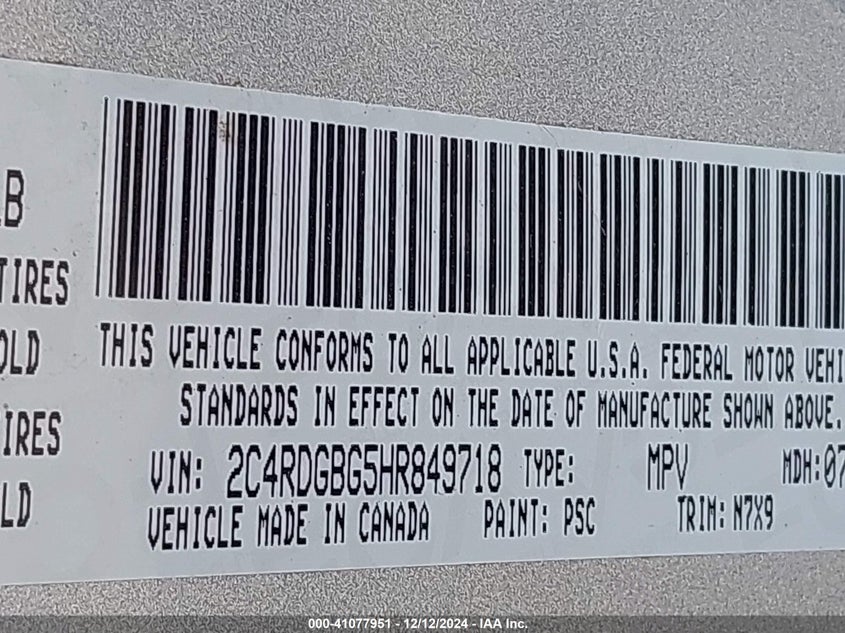 B
TIRES
OLD
IRES
LD
THIS VEHICLE CONFORMS TO ALL APPLICABLE U.S.A. FEDERAL MOTOR VEHI
STANDARDS IN EFFECT ON THE DATE OF MANUFACTURE SHOWN ABOVE.
VIN: 2C4RDGBG5HR849718 TYPE: MPV MDH:07
VEHICLE MADE IN CANADA PAINT: PSC TRIM: N7X9
000-41077951 - 12/12/2024 - IAA Inc.